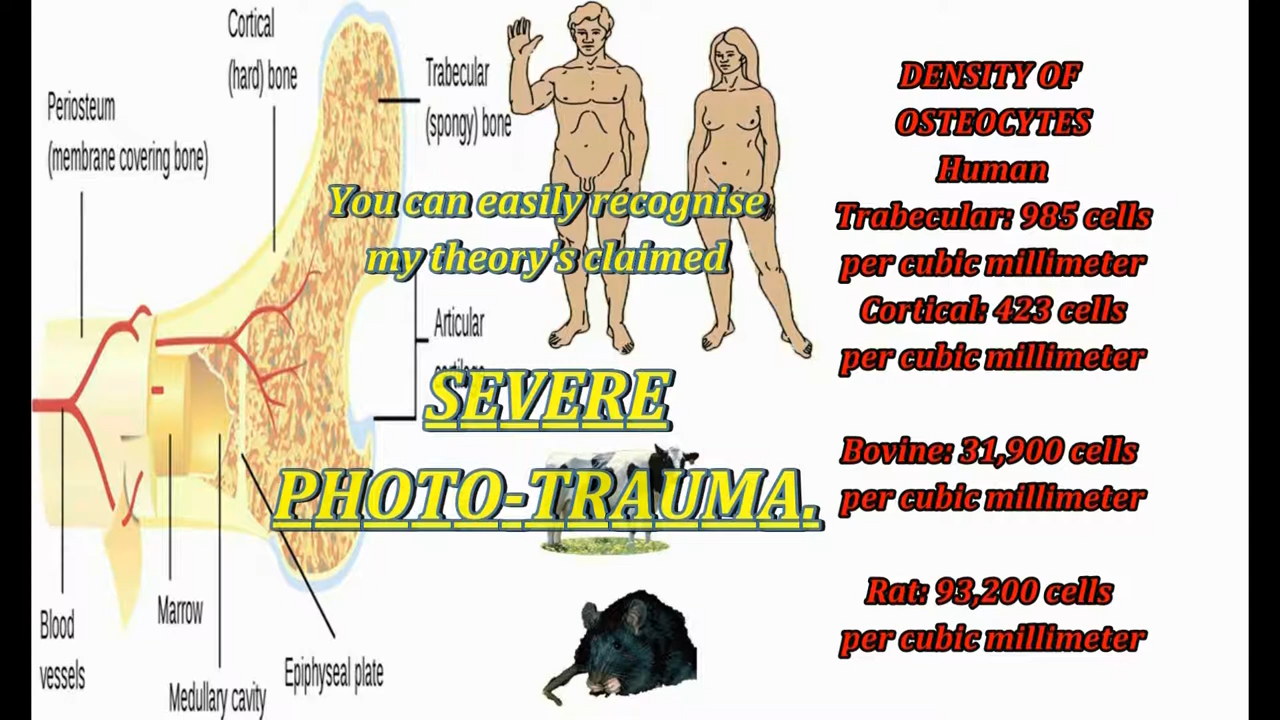 Cortical
(hard) bone
Trabecular
(spongy) bone
Periosteum
(membrane covering bone)
Articular
cartilage
Blood
vessels
Marrow
Medullary cavity
Epiphyseal plate
You can easily recognise
my theory's claimed
SEVERE
PHOTO-TRAUMA.
DENSITY OF
OSTEOCYTES
Human
Trabecular: 985 cells
per cubic millimeter
Cortical: 423 cells
per cubic millimeter
Bovine: 31,900 cells
per cubic millimeter
Rat: 93,200 cells
per cubic millimeter